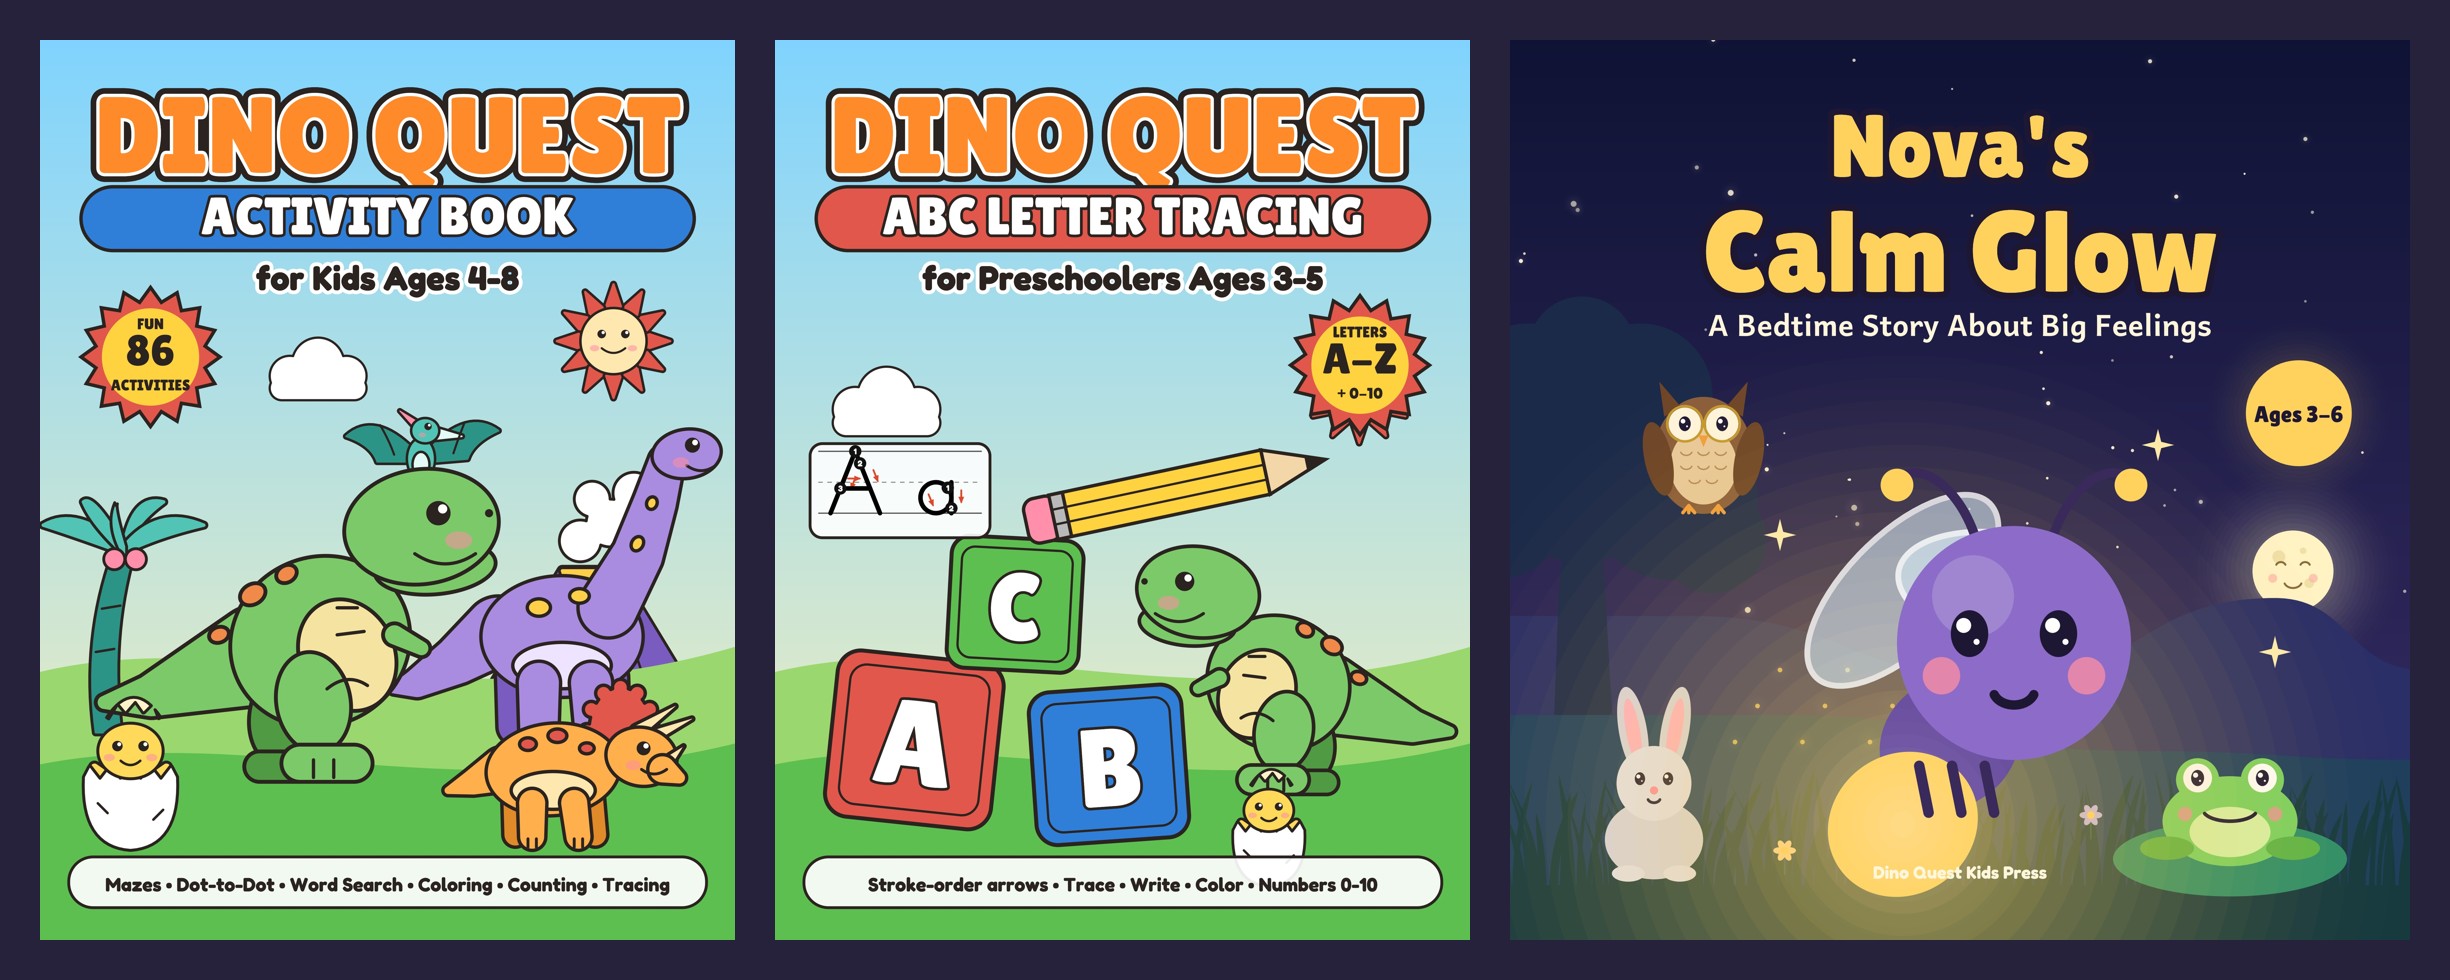 DINO QUEST
ACTIVITY BOOK
for Kids Ages 4-8
FUN
86
ACTIVITIES
Mazes • Dot-to-Dot • Word Search • Coloring • Counting • Tracing
DINO QUEST
ABC LETTER TRACING
for Preschoolers Ages 3-5
LETTERS
A–Z
+ 0–10
A a
C
A
B
Stroke-order arrows • Trace • Write • Color • Numbers 0-10
Nova's
Calm Glow
A Bedtime Story About Big Feelings
Ages 3–6
Dino Quest Kids Press